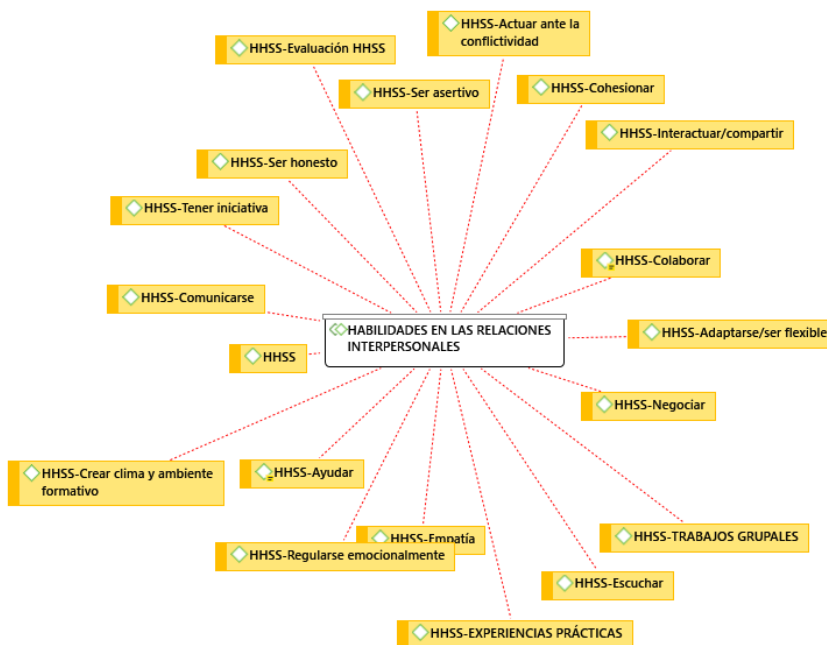 HHSS-Actuar ante la
conflictividad
HHSS-Evaluación HHSS
HHSS-Ser asertivo
HHSS-Cohesionar
HHSS-Interactuar/compartir
HHSS-Ser honesto
HHSS-Tener iniciativa
HHSS-Colaborar
HHSS-Comunicarse
HABILIDADES EN LAS RELACIONES
INTERPERSONALES
HHSS-Adaptarse/ser flexible
HHSS
HHSS-Negociar
HHSS-Crear clima y ambiente
formativo
HHSS-Ayudar
HHSS-Empatía
HHSS-TRABAJOS GRUPALES
HHSS-Regularse emocionalmente
HHSS-Escuchar
HHSS-EXPERIENCIAS PRÁCTICAS